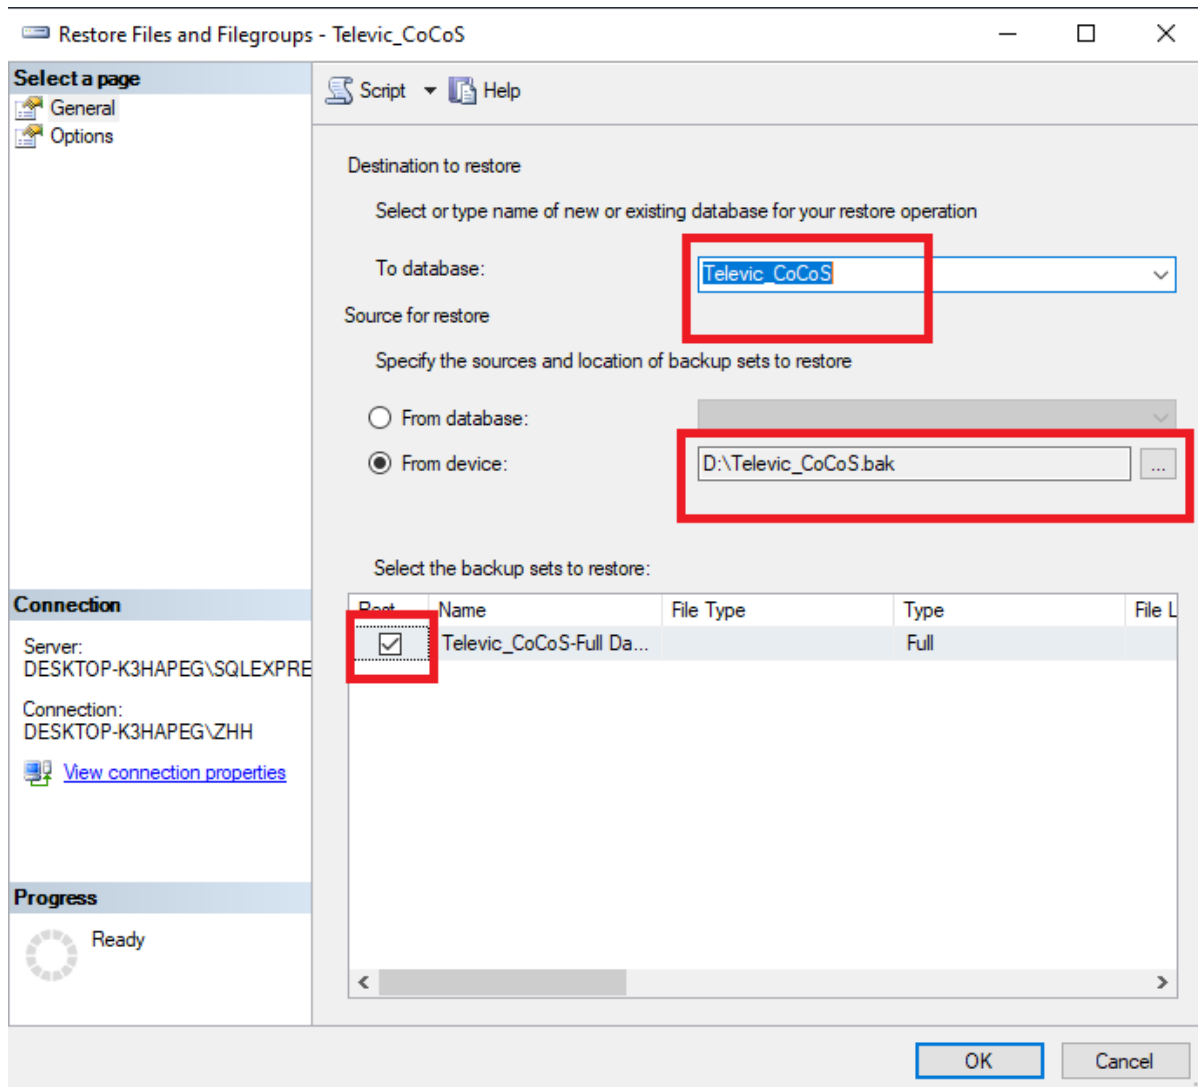 Restore Files and Filegroups - Televic_CoCoS
Select a page
General
Options
Script
Help
Destination to restore
Select or type name of new or existing database for your restore operation
To database:
Televic_CoCoS
Source for restore
Specify the sources and location of backup sets to restore
From database:
From device:
D:\Televic_CoCoS.bak
...
Select the backup sets to restore:
Name
File Type
Type
File L
Televic_CoCoS-Full Da...
Full
Connection
Server:
DESKTOP-K3HAPEG\SQLEXPRE
Connection:
DESKTOP-K3HAPEG\ZHH
View connection properties
Progress
Ready
OK
Cancel